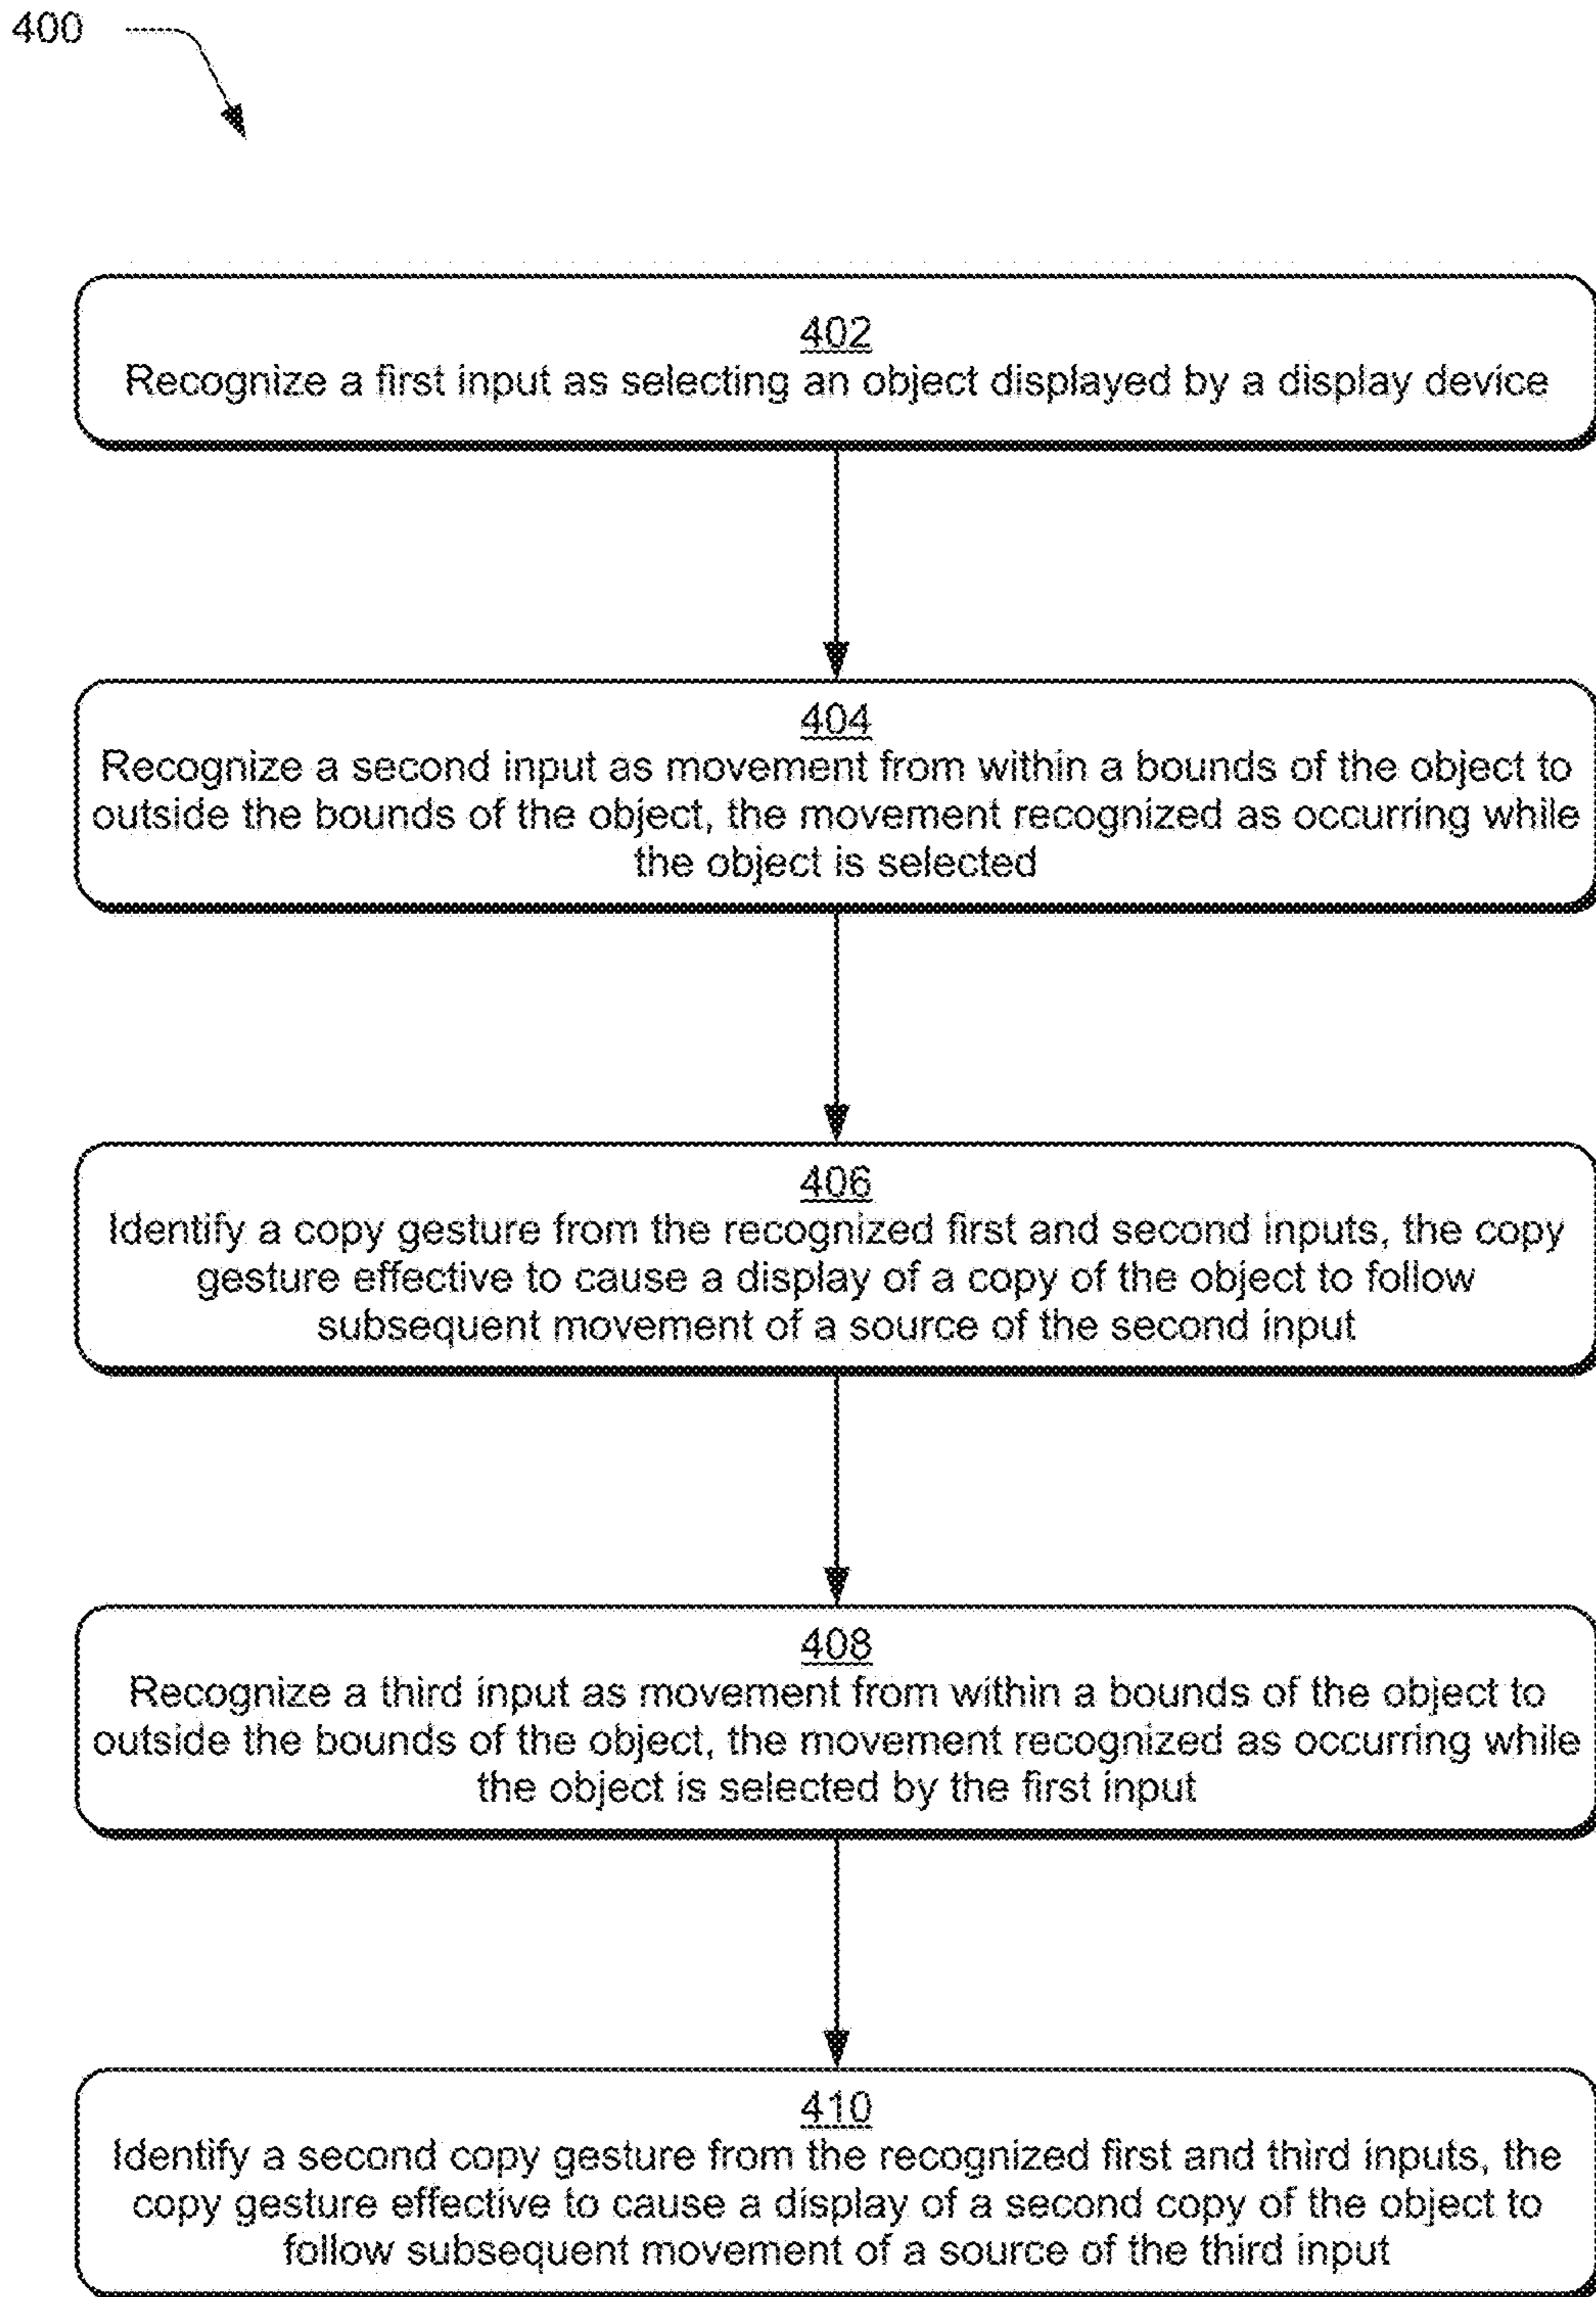 400
402
Recognize a first input as selecting an object displayed by a display device
404
Recognize a second input as movement from within a bounds of the object to
outside the bounds of the object, the movement recognized as occurring while
the object is selected
406
Identify a copy gesture from the recognized first and second inputs, the copy
gesture effective to cause a display of a copy of the object to follow
subsequent movement of a source of the second input
408
Recognize a third input as movement from within a bounds of the object to
outside the bounds of the object, the movement recognized as occurring while
the object is selected by the first input
410
Identify a second copy gesture from the recognized first and third inputs, the
copy gesture effective to cause a display of a second copy of the object to
follow subsequent movement of a source of the third input